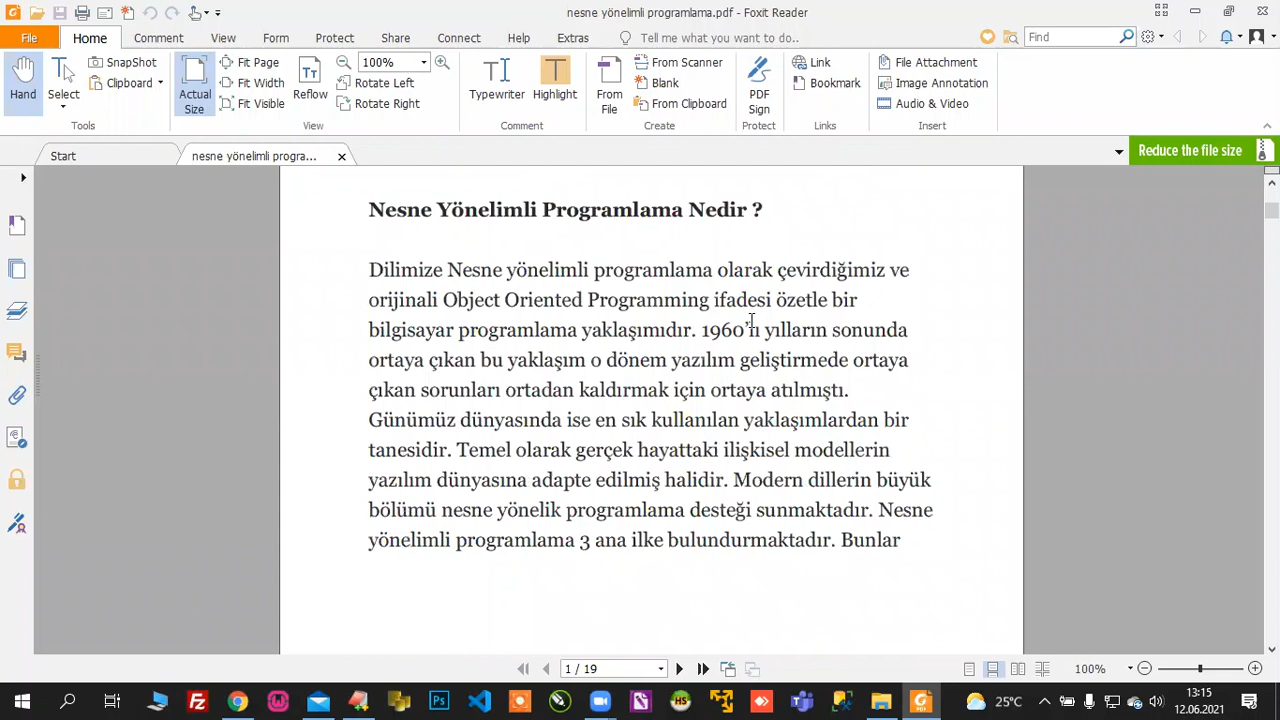 nesne yönelimli programlama.pdf - Foxit Reader
File Home Comment View Form Protect Share Connect Help Extras Tell me what you want to do.. Find
Hand
Select
SnapShot
Clipboard
Tools
Actual
Size
Fit Page
Fit Width
Fit Visible
Reflow
100%
Rotate Left
Rotate Right
View
Typewriter
Highlight
Comment
From
File
From Scanner
Blank
From Clipboard
Create
PDF
Sign
Protect
Link
Bookmark
Links
File Attachment
Image Annotation
Audio & Video
Insert
Start
nesne yönelimli progra...
Reduce the file size
Nesne Yönelimli Programlama Nedir ?
Dilimize Nesne yönelimli programlama olarak çevirdiğimiz ve
orijinali Object Oriented Programming ifadesi özetle bir
bilgisayar programlama yaklaşımıdır. 1960’lı yılların sonunda
ortaya çıkan bu yaklaşım o dönem yazılım geliştirmede ortaya
çıkan sorunları ortadan kaldırmak için ortaya atılmıştı.
Günümüz dünyasında ise en sık kullanılan yaklaşımlardan bir
tanesidir. Temel olarak gerçek hayattaki ilişkisel modellerin
yazılım dünyasına adapte edilmiş halidir. Modern dillerin büyük
bölümü nesne yönelik programlama desteği sunmaktadır. Nesne
yönelimli programlama 3 ana ilke bulundurmaktadır. Bunlar
1 / 19
100%
25°C
13:15
12.06.2021